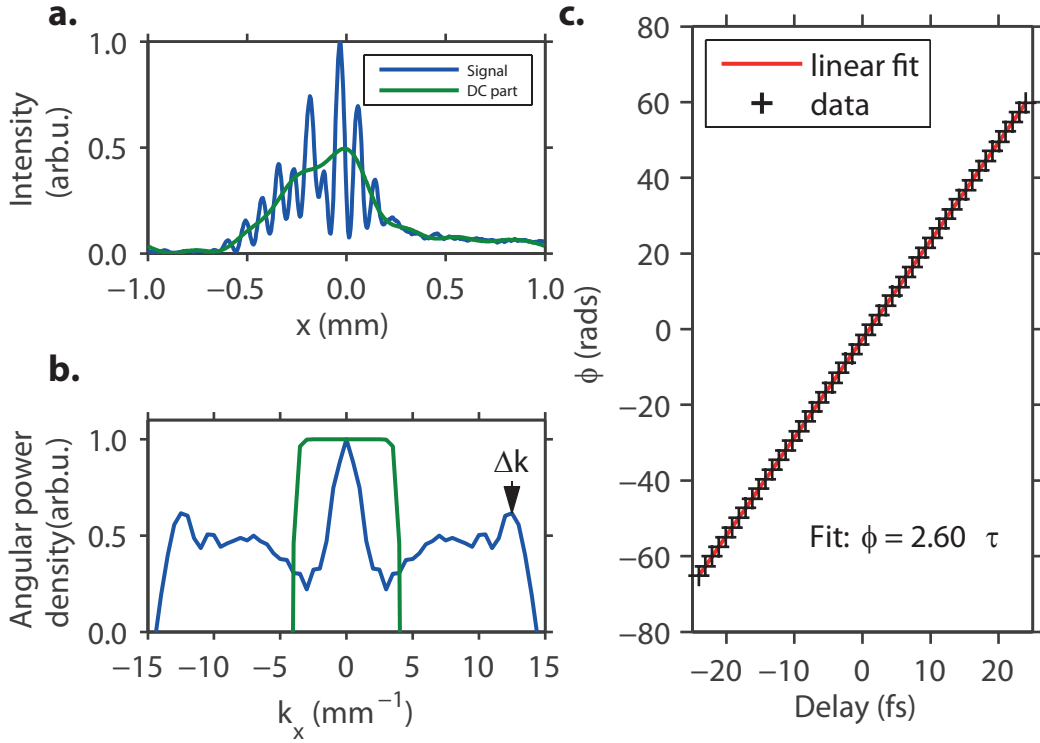 a.
Intensity
(arb.u.)
1.0
0.5
0.0
Signal
DC part
−1.0 −0.5 0.0 0.5 1.0
x (mm)
b.
Angular power
density(arb.u.)
1.0
0.5
0.0
Δk
−15 −10 −5 0 5 10 15
k_x (mm⁻¹)
c.
ϕ (rads)
80
60
40
20
0
−20
−40
−60
−80
linear fit
data
Fit: ϕ = 2.60 τ
−20 −10 0 10 20
Delay (fs)